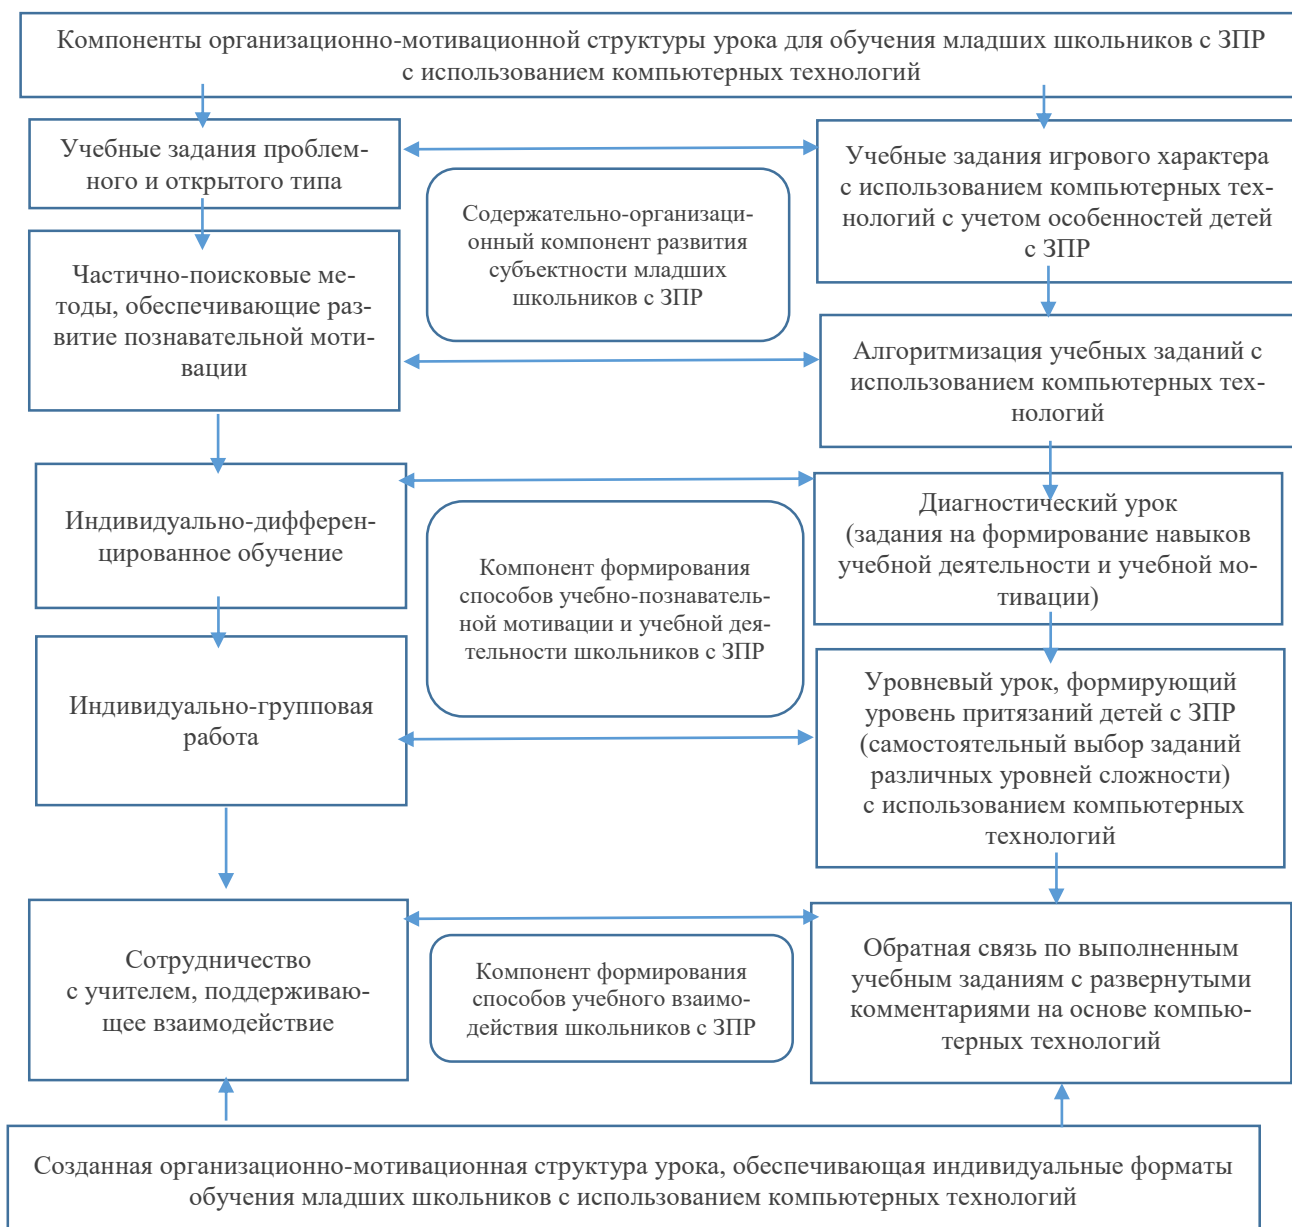 Компоненты организационно-мотивационной структуры урока для обучения младших школьников с ЗПР
с использованием компьютерных технологий
Учебные задания проблем-
ного и открытого типа
Учебные задания игрового характера
с использованием компьютерных тех-
нологий с учетом особенностей детей
с ЗПР
Содержательно-организаци-
онный компонент развития
субъектности младших
школьников с ЗПР
Частично-поисковые ме-
тоды, обеспечивающие раз-
витие познавательной моти-
вации
Алгоритмизация учебных заданий с
использованием компьютерных тех-
нологий
Индивидуально-дифферен-
цированное обучение
Диагностический урок
(задания на формирование навыков
учебной деятельности и учебной мо-
тивации)
Компонент формирования
способов учебно-познаватель-
ной мотивации и учебной дея-
тельности школьников с ЗПР
Индивидуально-групповая
работа
Уровневый урок, формирующий
уровень притязаний детей с ЗПР
(самостоятельный выбор заданий
различных уровней сложности)
с использованием компьютерных
технологий
Сотрудничество
с учителем, поддерживаю-
щее взаимодействие
Компонент формирования
способов учебного взаимо-
действия школьников с ЗПР
Обратная связь по выполненным
учебным заданиям с развернутыми
комментариями на основе компью-
терных технологий
Созданная организационно-мотивационная структура урока, обеспечивающая индивидуальные форматы
обучения младших школьников с использованием компьютерных технологий